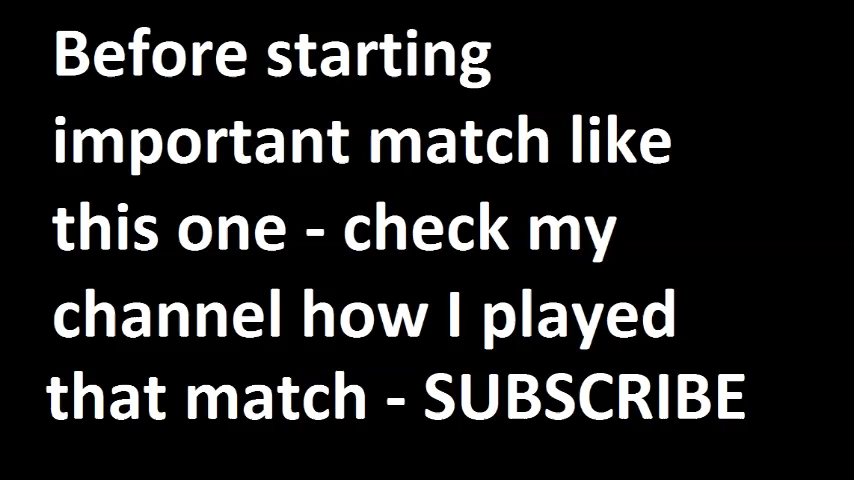 Before starting
important match like
this one - check my
channel how I played
that match - SUBSCRIBE